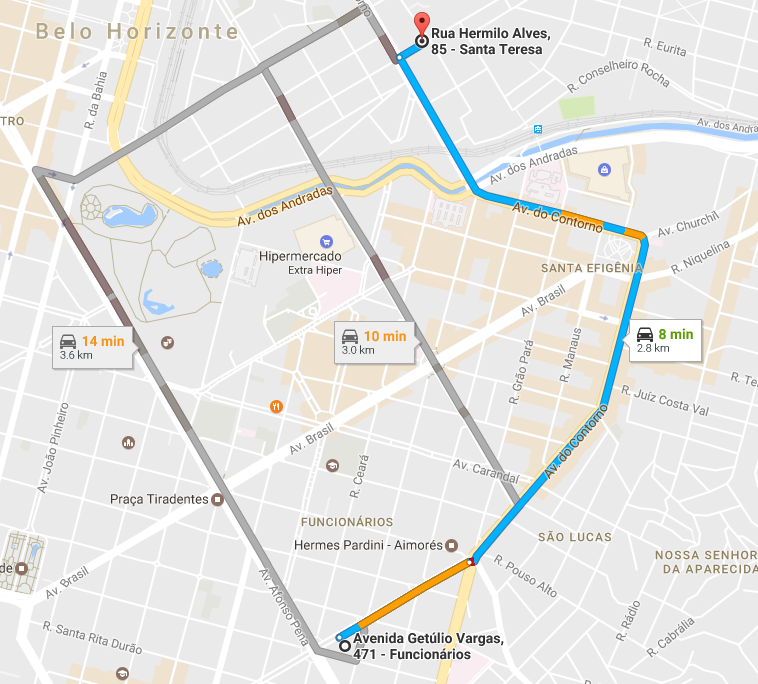 Belo Horizonte
orno
Rua Hermilo Alves,
85 - Santa Teresa
R. Eurita
R. Conselheiro Rocha
R. da Bahia
TRO
Av. dos Andradas
Av. dos Andra
Av. dos Andradas
Av. do Contorno
Av. Churchil
R. Niquelina
Hipermercado
Extra Hiper
SANTA EFIGÊNIA
Av. Brasil
14 min
3.6 km
10 min
3.0 km
8 min
2.8 km
R. Grão Pará
R. Manaus
R. Juíz Costa Val
R. Te
Av. João Pinheiro
Av. Brasil
R. Ceará
Av. Carandaí
Av. do Contorno
Praça Tiradentes
FUNCIONÁRIOS
Hermes Pardini - Aimorés
SÃO LUCAS
NOSSA SENHOR
DA APARECIDA
de
Av. Brasil
Av. Afonso Pena
R. Pouso Alto
R. Rádio
R. Cabrália
R. Santa Rita Durão
Avenida Getúlio Vargas,
471 - Funcionários